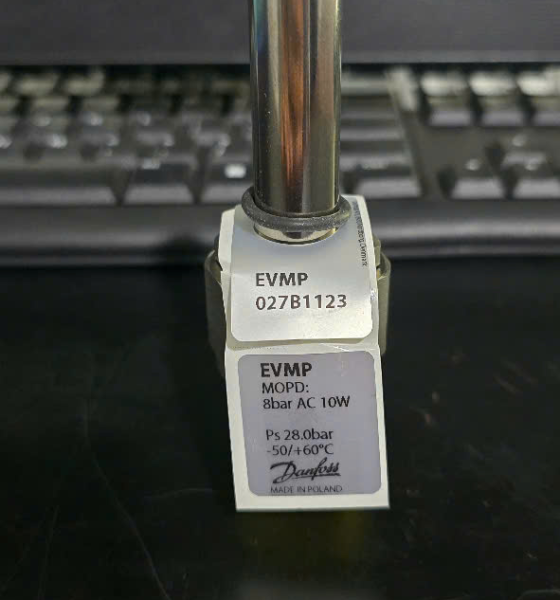 EVMP
027B1123
EVMP
MOPD:
8bar AC 10W
Ps 28.0bar
-50/+60°C
Danfoss
MADE IN POLAND